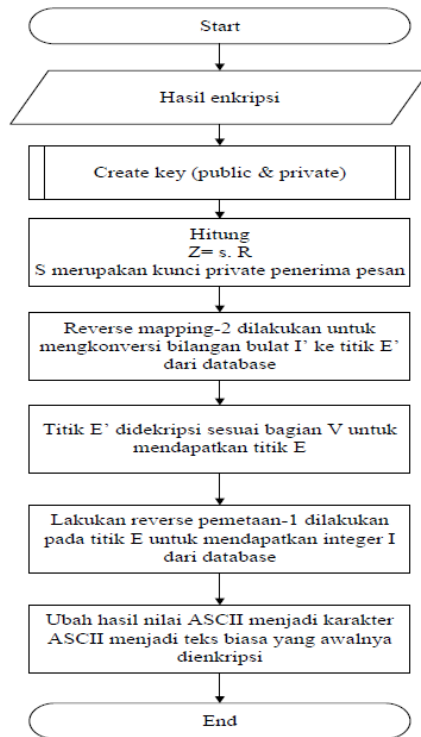 Start
Hasil enkripsi
Create key (public & private)
Hitung
Z= s. R
S merupakan kunci private penerima pesan
Reverse mapping-2 dilakukan untuk
mengkonversi bilangan bulat I' ke titik E'
dari database
Titik E' didekripsi sesuai bagian V untuk
mendapatkan titik E
Lakukan reverse pemetaan-1 dilakukan
pada titik E untuk mendapatkan integer I
dari database
Ubah hasil nilai ASCII menjadi karakter
ASCII menjadi teks biasa yang awalnya
dienkripsi
End